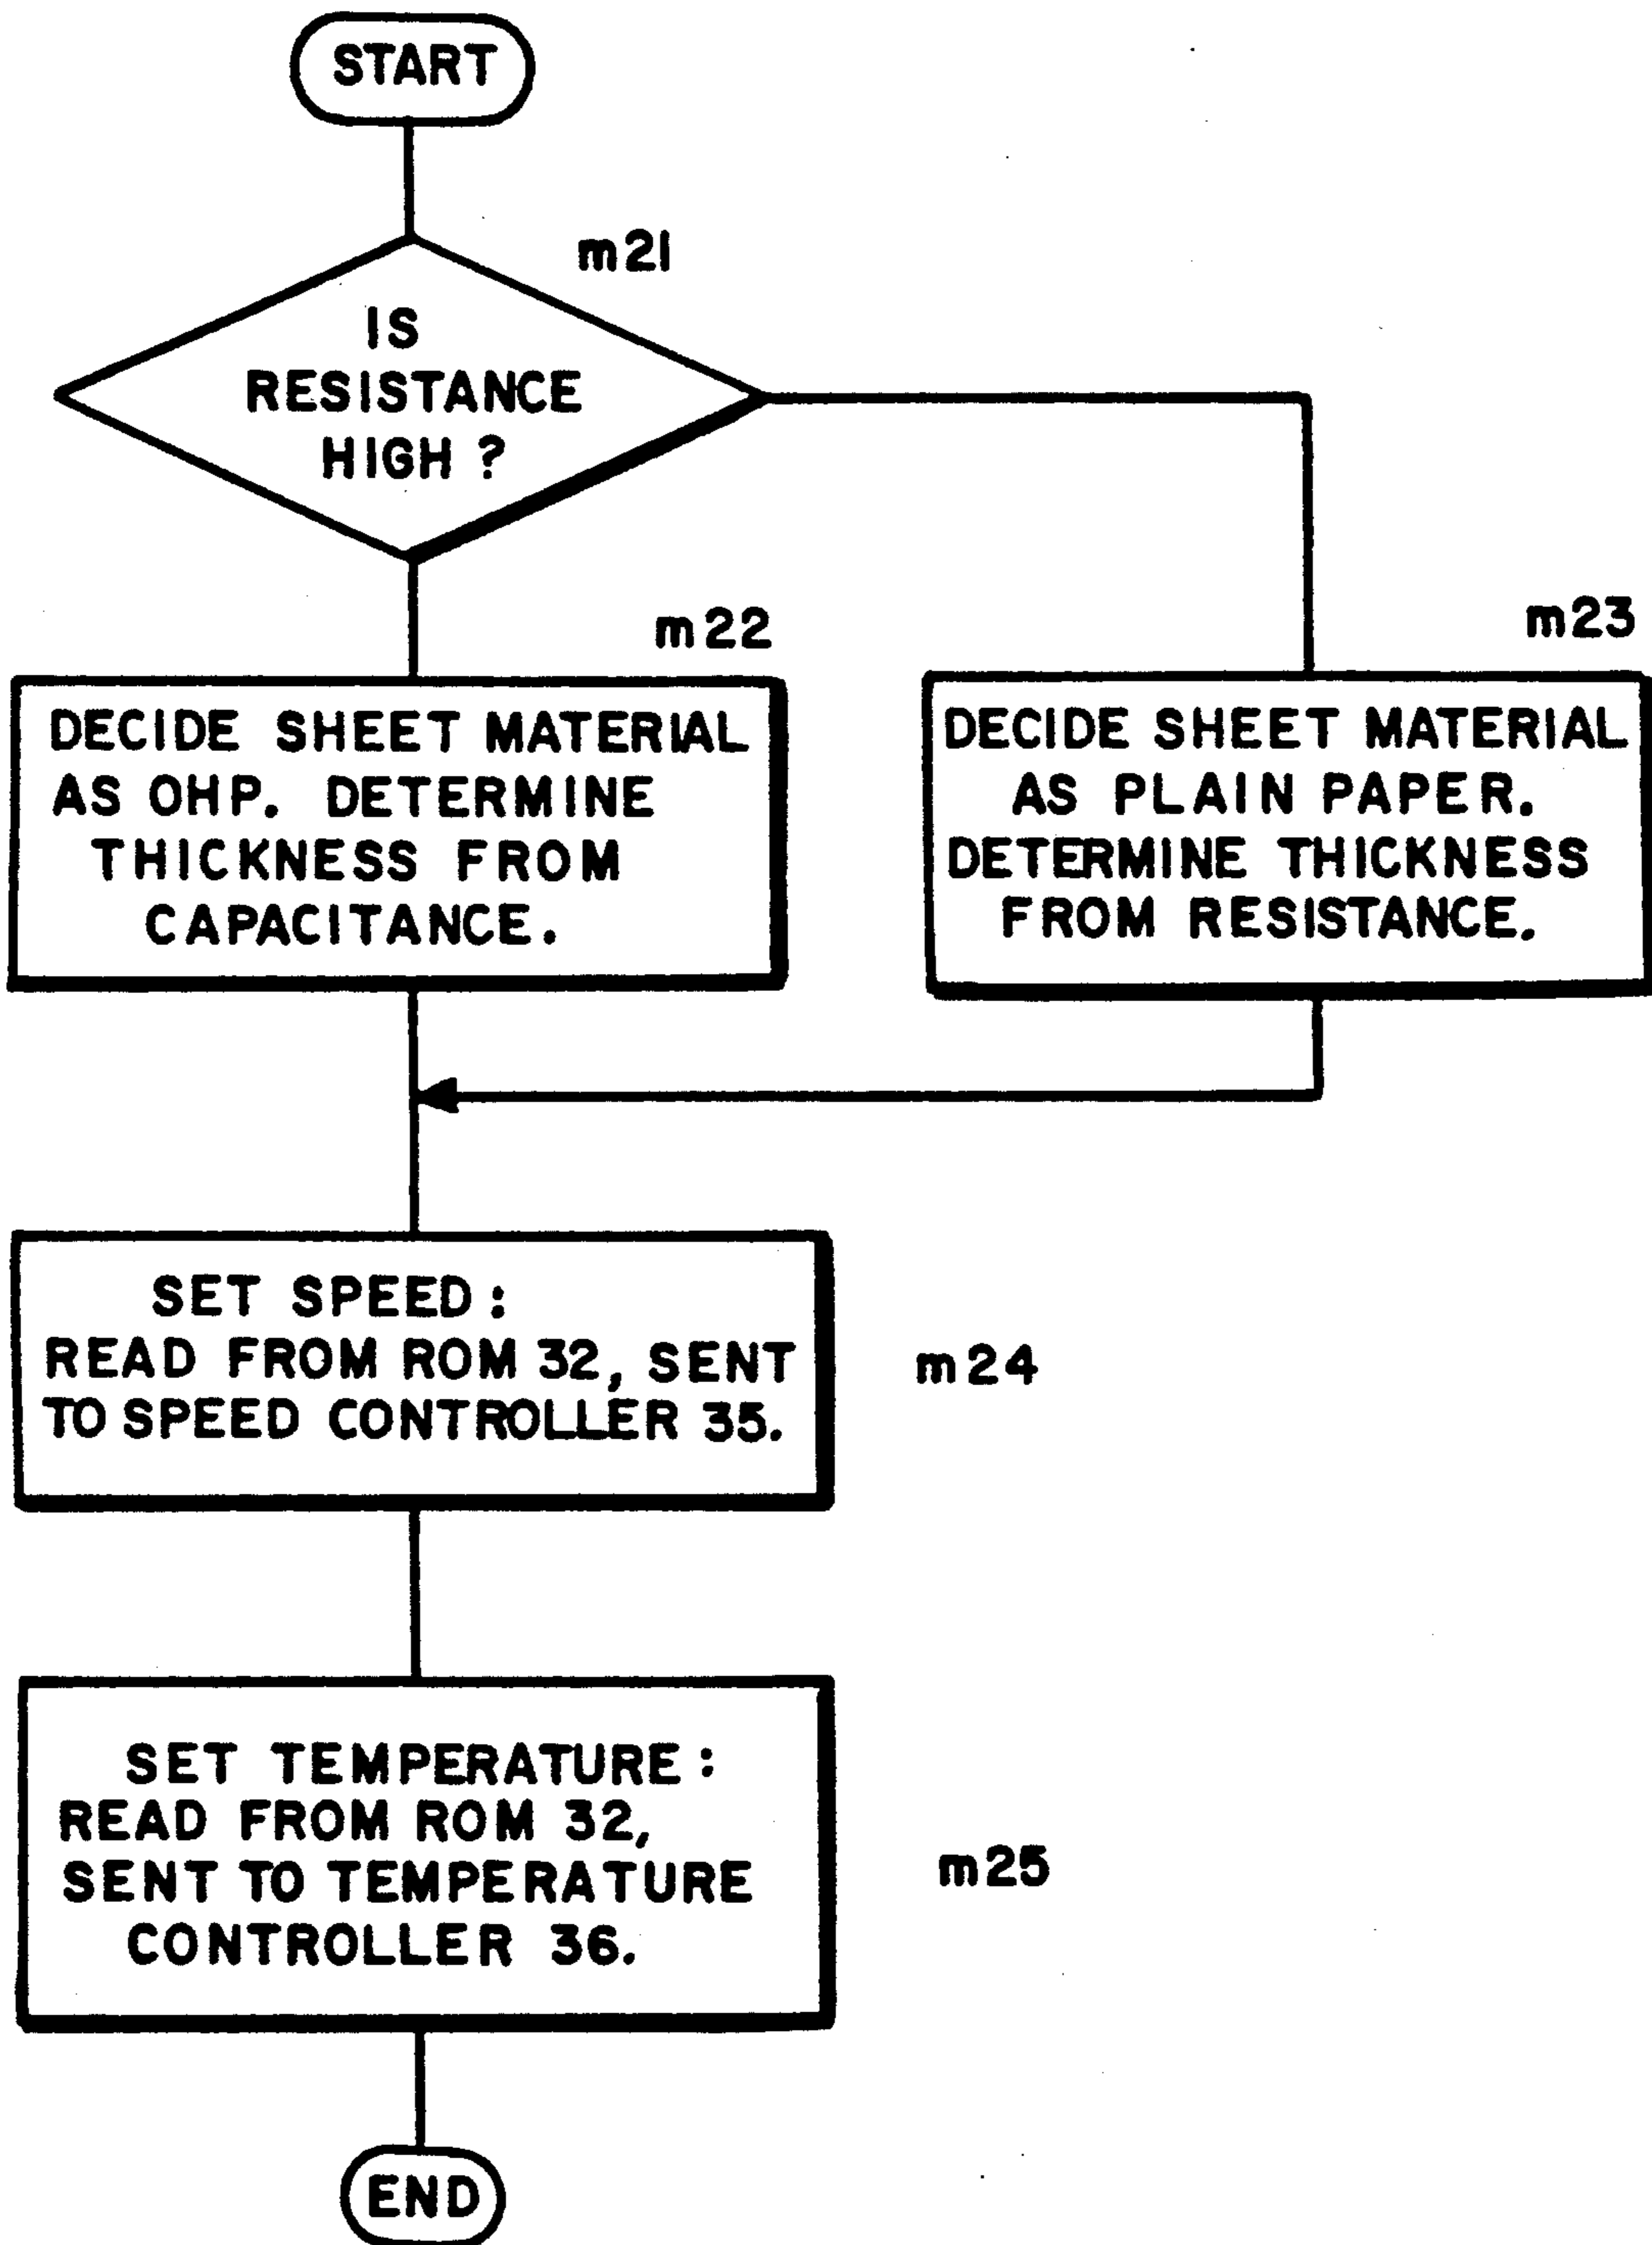 START
m21
IS
RESISTANCE
HIGH ?
m22
DECIDE SHEET MATERIAL
AS OHP. DETERMINE
THICKNESS FROM
CAPACITANCE.
m23
DECIDE SHEET MATERIAL
AS PLAIN PAPER.
DETERMINE THICKNESS
FROM RESISTANCE.
SET SPEED :
READ FROM ROM 32, SENT
TO SPEED CONTROLLER 35.
m24
SET TEMPERATURE :
READ FROM ROM 32,
SENT TO TEMPERATURE
CONTROLLER 36.
m25
END